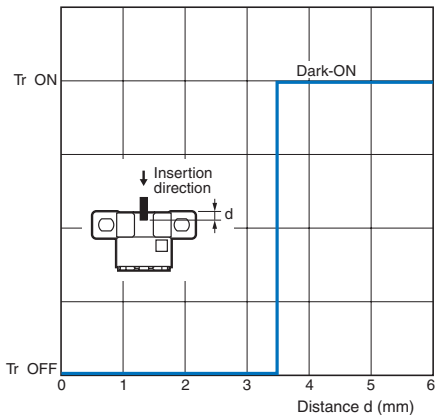 Tr ON
Dark-ON
Insertion
direction
d
Tr OFF
0 1 2 3 4 5 6
Distance d (mm)